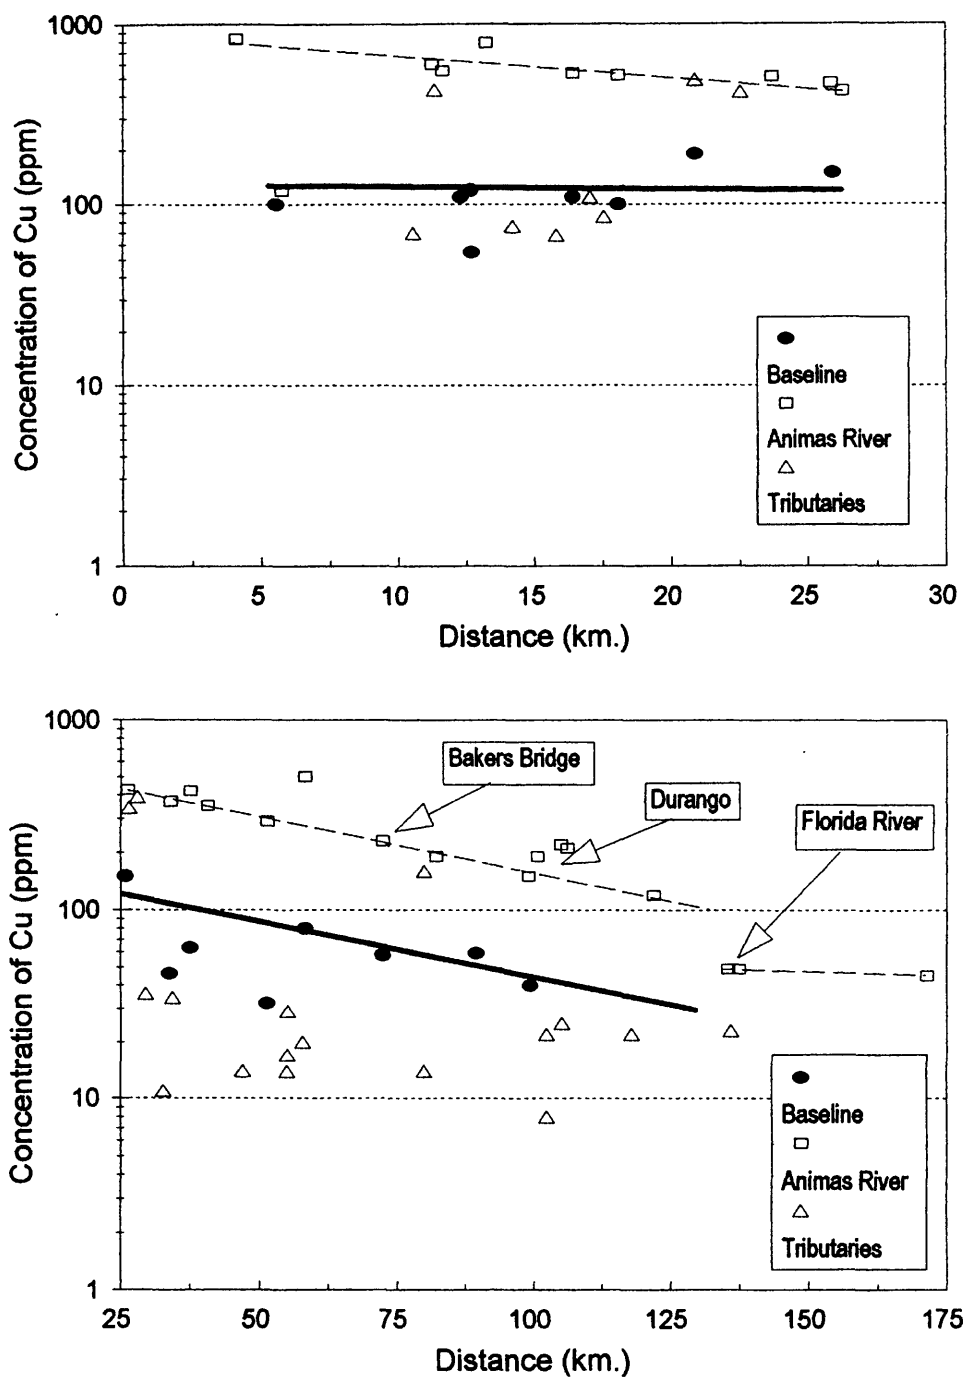 1000
100
10
1
Concentration of Cu (ppm)
Baseline
Animas River
Tributaries
0 5 10 15 20 25 30
Distance (km.)
1000
100
10
1
Concentration of Cu (ppm)
Bakers Bridge
Durango
Florida River
Baseline
Animas River
Tributaries
25 50 75 100 125 150 175
Distance (km.)